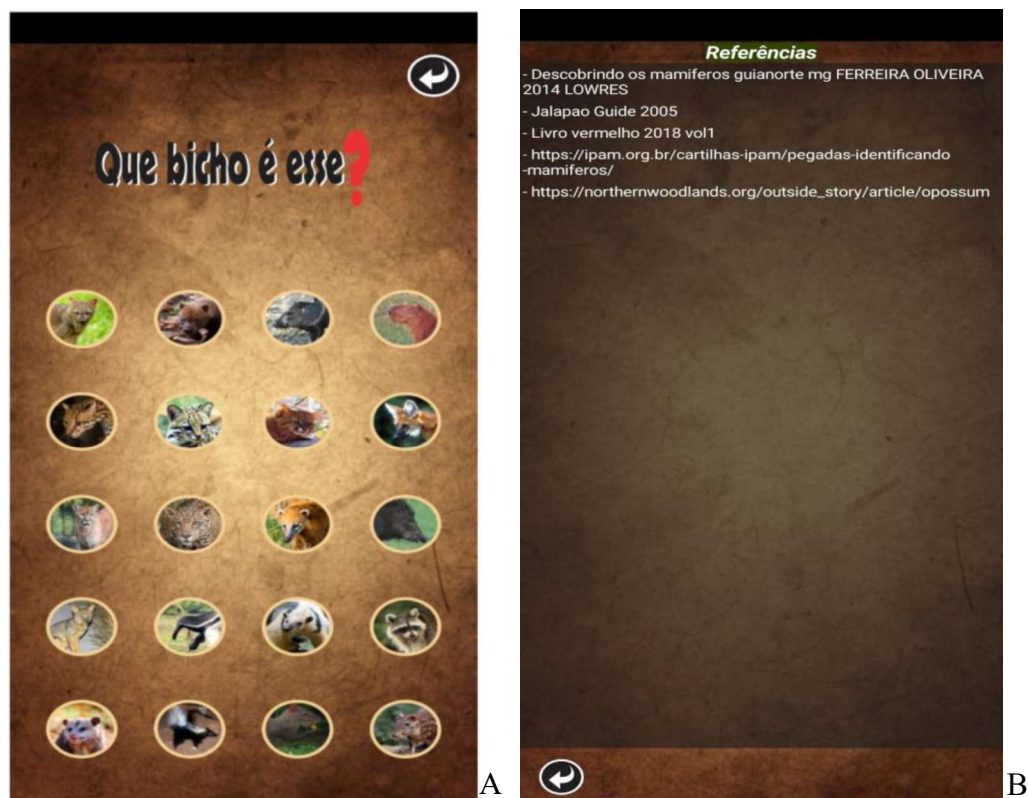 Que bicho é esse?
A
Referências
- Descobrindo os mamiferos guianorte mg FERREIRA OLIVEIRA
2014 LOWRES
- Jalapao Guide 2005
- Livro vermelho 2018 vol1
- https://ipam.org.br/cartilhas-ipam/pegadas-identificando
-mamiferos/
- https://northernwoodlands.org/outside_story/article/opossum
B